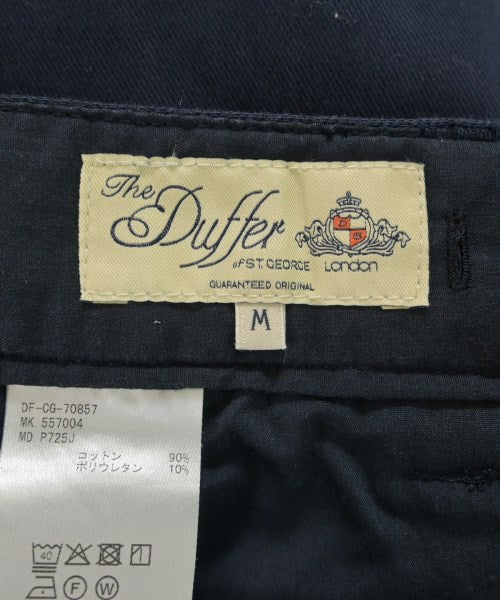 The
Duffer
of ST. GEORGE London
GUARANTEED ORIGINAL
M
DF-CG-70857
MK. 557004
MD. P725J
コットン 90%
ポリウレタン 10%
40
F W